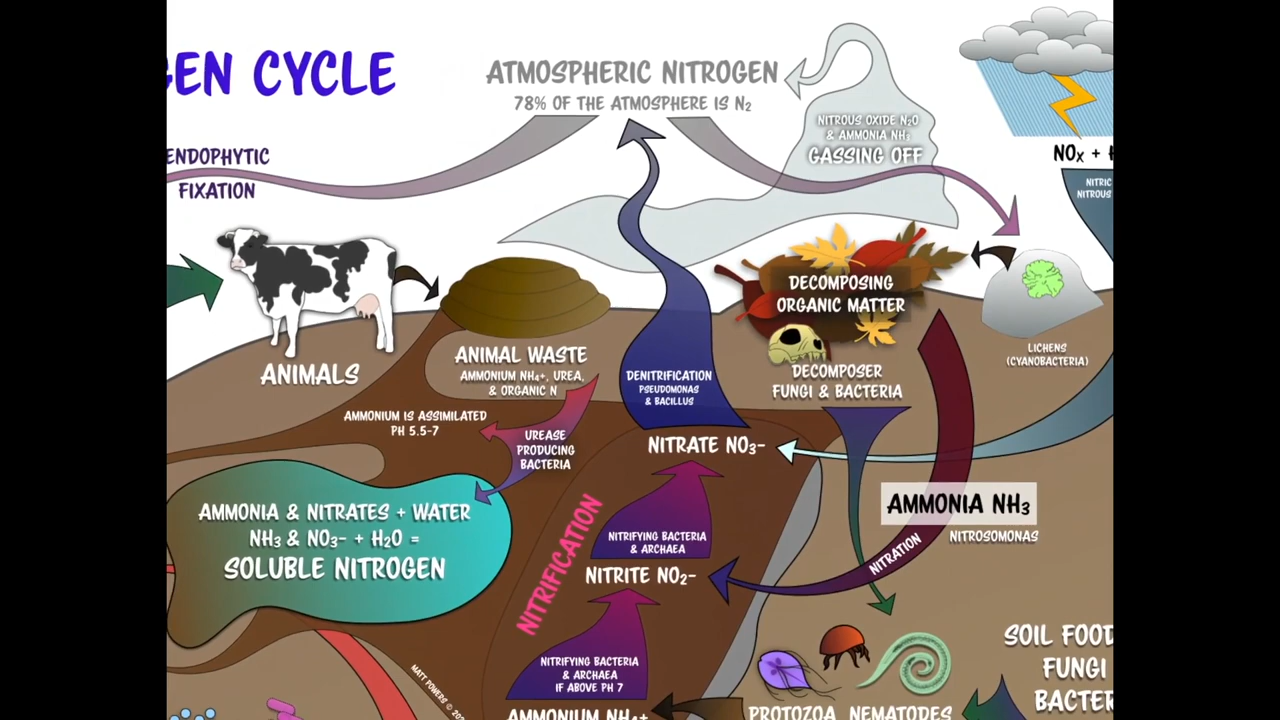 GEN CYCLE
ATMOSPHERIC NITROGEN
78% OF THE ATMOSPHERE IS N₂
NITROUS OXIDE N₂O
& AMMONIA NH₃
GASSING OFF
NOₓ +
NITRIC
NITROUS
ENDOPHYTIC
FIXATION
DECOMPOSING
ORGANIC MATTER
LICHENS
(CYANOBACTERIA)
ANIMALS
ANIMAL WASTE
AMMONIUM NH₄+, UREA,
& ORGANIC N
DENITRIFICATION
PSEUDOMONAS
& BACILLUS
DECOMPOSER
FUNGI & BACTERIA
AMMONIUM IS ASSIMILATED
PH 5.5-7
UREASE
PRODUCING
BACTERIA
NITRATE NO₃-
AMMONIA & NITRATES + WATER
NH₃ & NO₃- + H₂O =
SOLUBLE NITROGEN
NITRIFICATION
NITRIFYING BACTERIA
& ARCHAEA
AMMONIA NH₃
NITROSOMONAS
NITRATION
NITRITE NO₂-
NITRIFYING BACTERIA
& ARCHAEA
IF ABOVE PH 7
MATT POWERS ©
AMMONIUM NH₄+
PROTOZOA NEMATODES
SOIL FOOD
FUNGI
BACTER